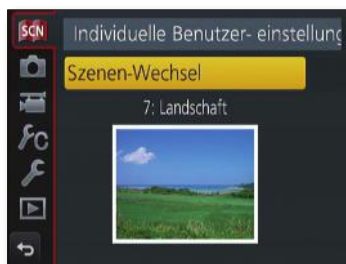 SCN
Individuelle Benutzer- einstellung
Szenen-Wechsel
7: Landschaft
C